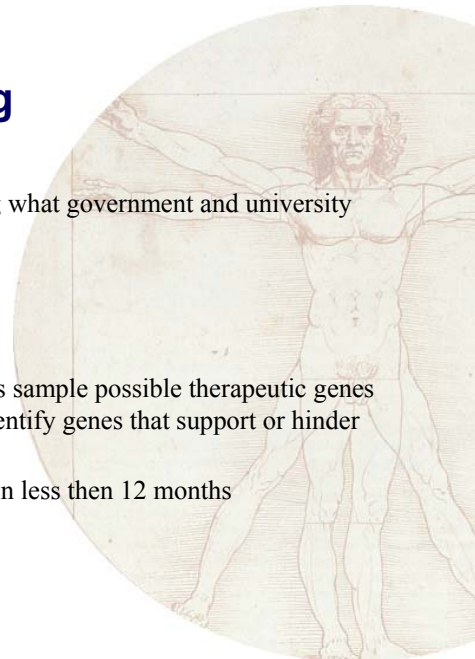 g
what government and university
s sample possible therapeutic genes
entify genes that support or hinder
n less then 12 months